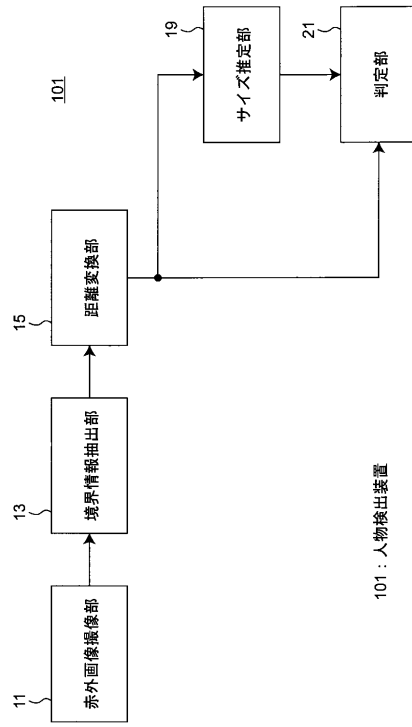 101
11
赤外画像撮像部
13
境界情報抽出部
15
距離変換部
19
サイズ推定部
21
判定部
101：人物検出装置